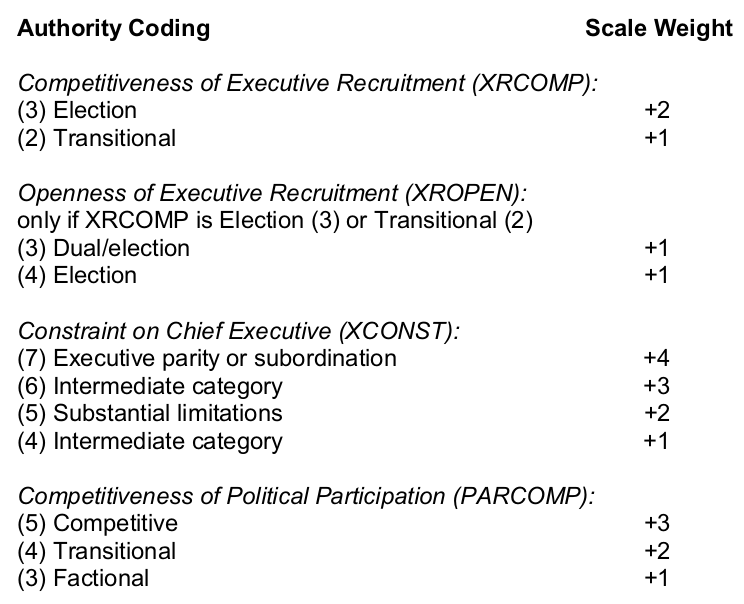 Authority Coding Scale Weight
Competitiveness of Executive Recruitment (XRCOMP):
(3) Election +2
(2) Transitional +1
Openness of Executive Recruitment (XROPEN):
only if XRCOMP is Election (3) or Transitional (2)
(3) Dual/election +1
(4) Election +1
Constraint on Chief Executive (XCONST):
(7) Executive parity or subordination +4
(6) Intermediate category +3
(5) Substantial limitations +2
(4) Intermediate category +1
Competitiveness of Political Participation (PARCOMP):
(5) Competitive +3
(4) Transitional +2
(3) Factional +1